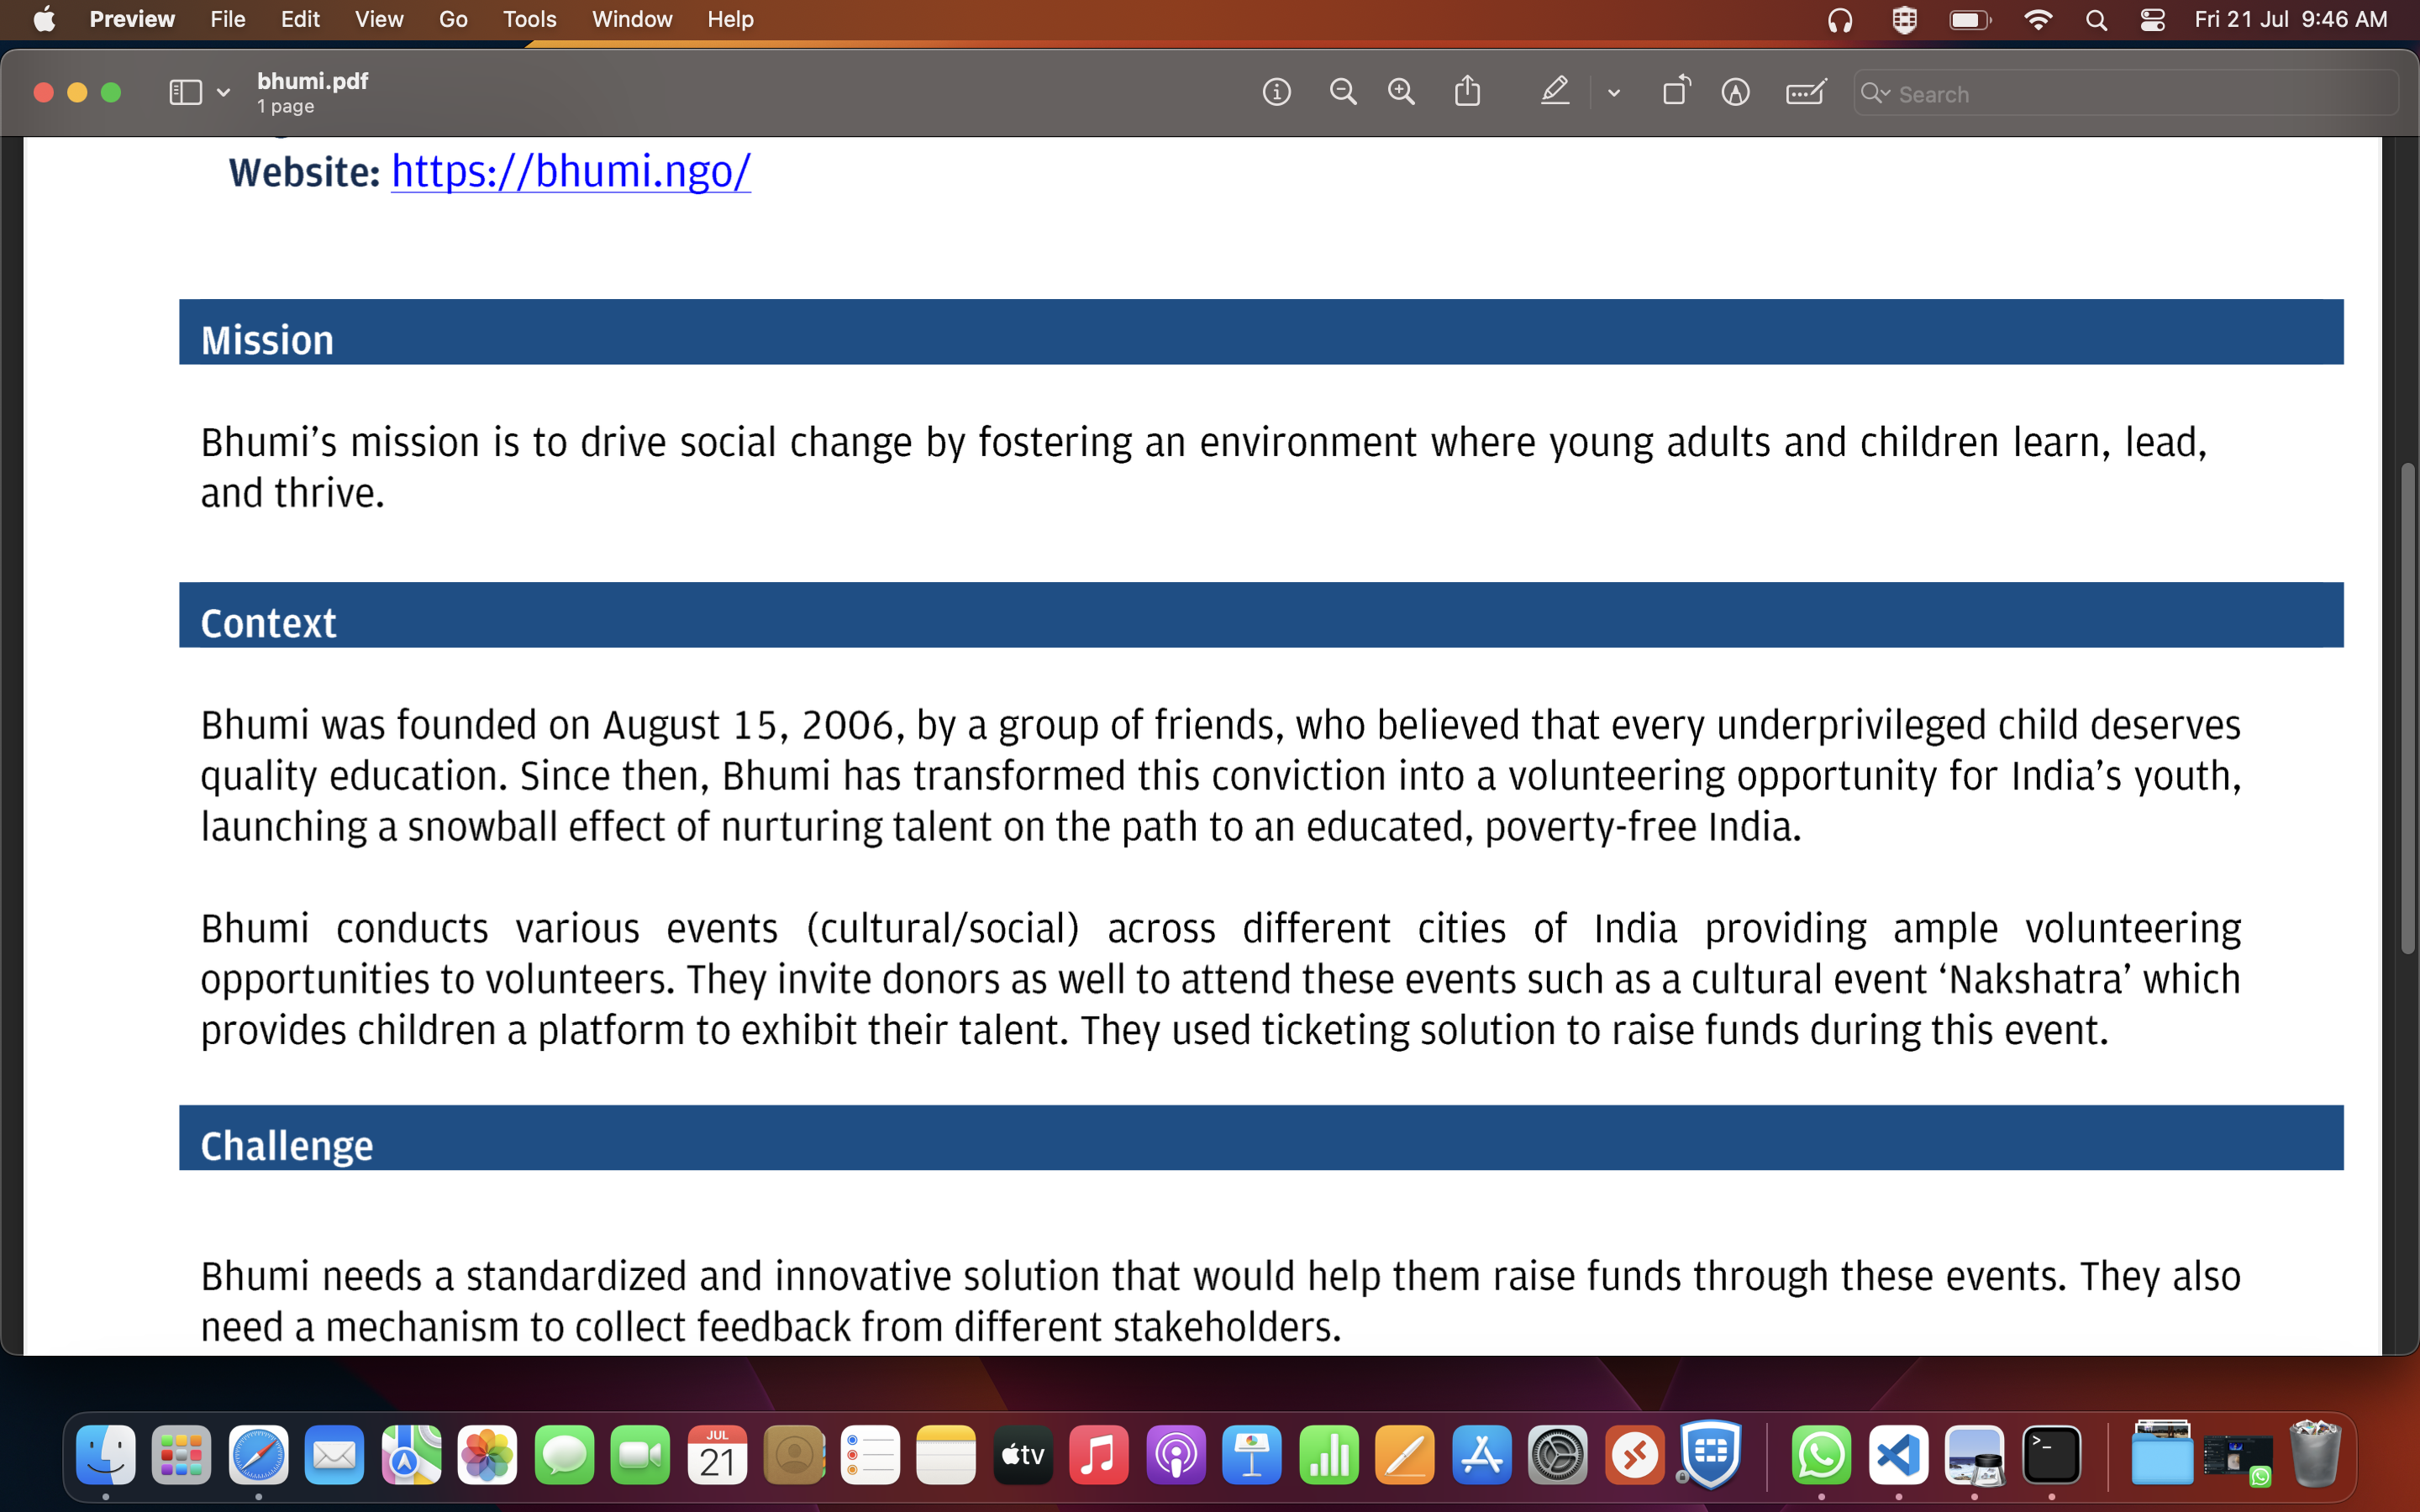 Preview File Edit View Go Tools Window Help Fri 21 Jul 9:46 AM
bhumi.pdf
1 page
Search
Website: https://bhumi.ngo/
Mission
Bhumi’s mission is to drive social change by fostering an environment where young adults and children learn, lead,
and thrive.
Context
Bhumi was founded on August 15, 2006, by a group of friends, who believed that every underprivileged child deserves
quality education. Since then, Bhumi has transformed this conviction into a volunteering opportunity for India’s youth,
launching a snowball effect of nurturing talent on the path to an educated, poverty-free India.
Bhumi conducts various events (cultural/social) across different cities of India providing ample volunteering
opportunities to volunteers. They invite donors as well to attend these events such as a cultural event ‘Nakshatra’ which
provides children a platform to exhibit their talent. They used ticketing solution to raise funds during this event.
Challenge
Bhumi needs a standardized and innovative solution that would help them raise funds through these events. They also
need a mechanism to collect feedback from different stakeholders.
JUL
21
tv
>_